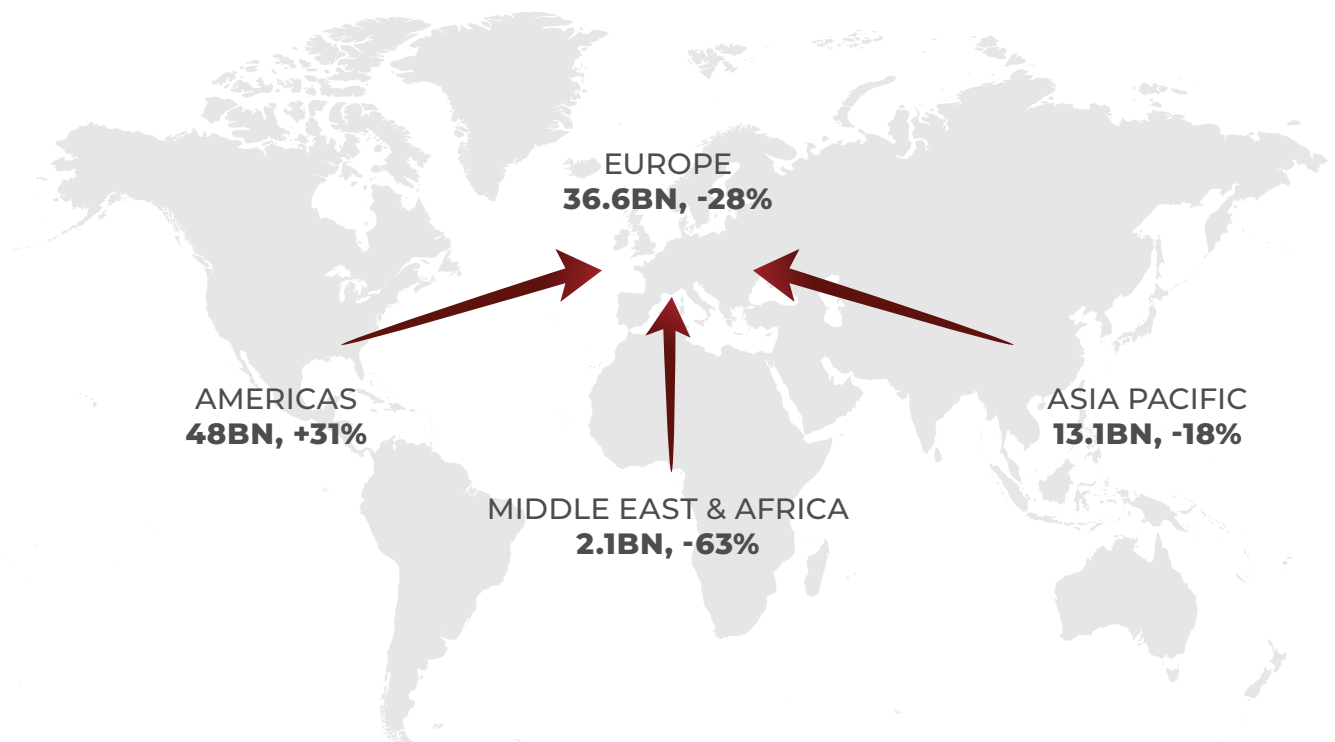 EUROPE
36.6BN, -28%
AMERICAS
48BN, +31%
ASIA PACIFIC
13.1BN, -18%
MIDDLE EAST & AFRICA
2.1BN, -63%